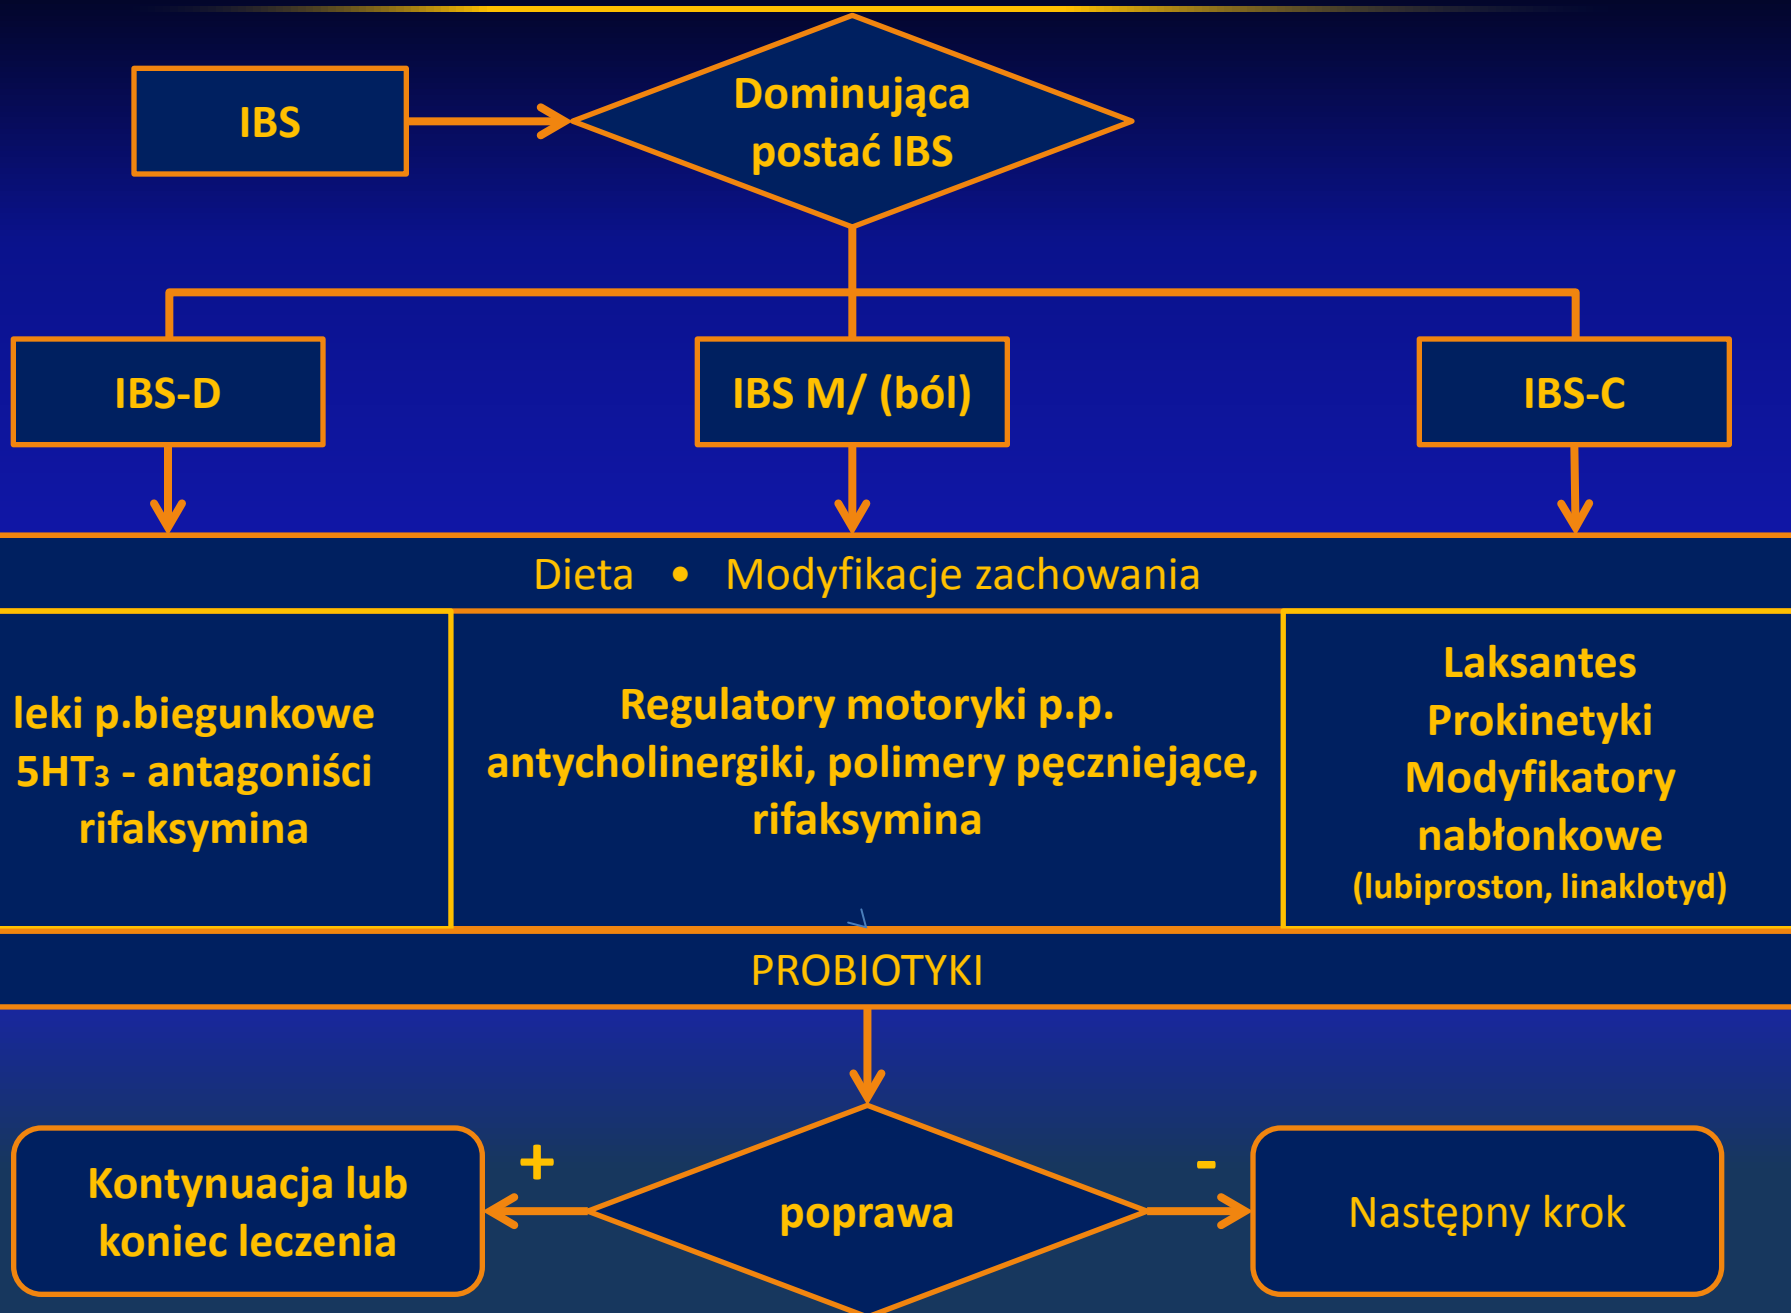 IBS
Dominująca
postać IBS
IBS-D
IBS M/ (ból)
IBS-C
Dieta • Modyfikacje zachowania
leki p.biegunkowe
5HT₃ - antagoniści
rifaksymina
Regulatory motoryki p.p.
antycholinergiki, polimery pęczniejące,
rifaksymina
Laksantes
Prokinetyki
Modyfikatory
nabłonkowe
(lubiproston, linaklotyd)
PROBIOTYKI
Kontynuacja lub
koniec leczenia
+
poprawa
-
Następny krok